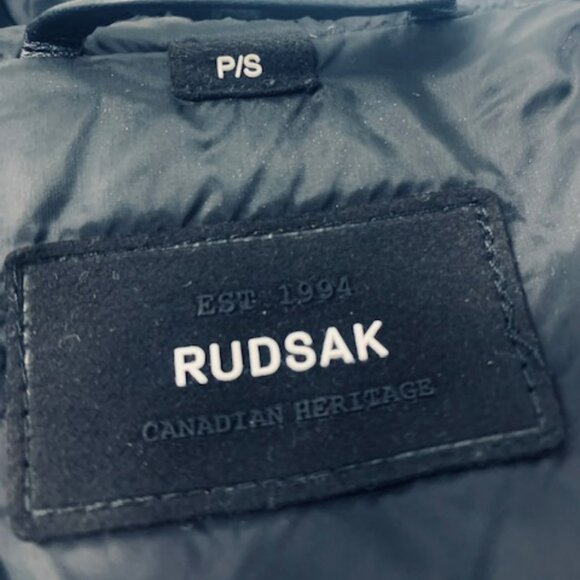 P/S
EST 1994
RUDSAK
CANADIAN HERITAGE